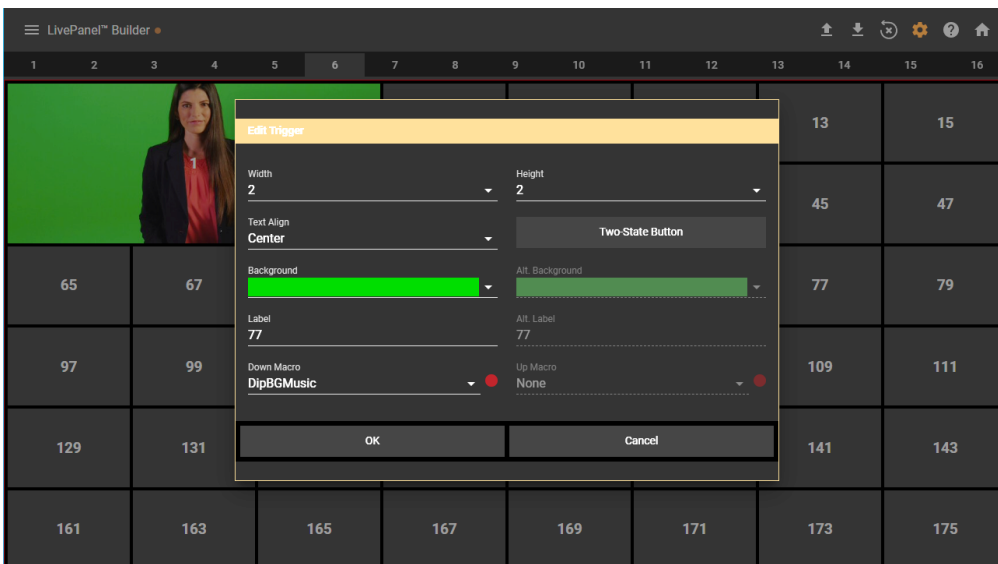 LivePanel™ Builder
1 2 3 4 5 6 7 8 9 10 11 12 13 14 15 16
1
13 15
Edit Trigger
Width
2
Height
2
Text Align
Center
Two-State Button
45 47
Background
Alt. Background
65 67 77 79
Label
77
Alt. Label
77
Down Macro
DipBGMusic
Up Macro
None
97 99 109 111
OK Cancel
129 131 141 143
161 163 165 167 169 171 173 175